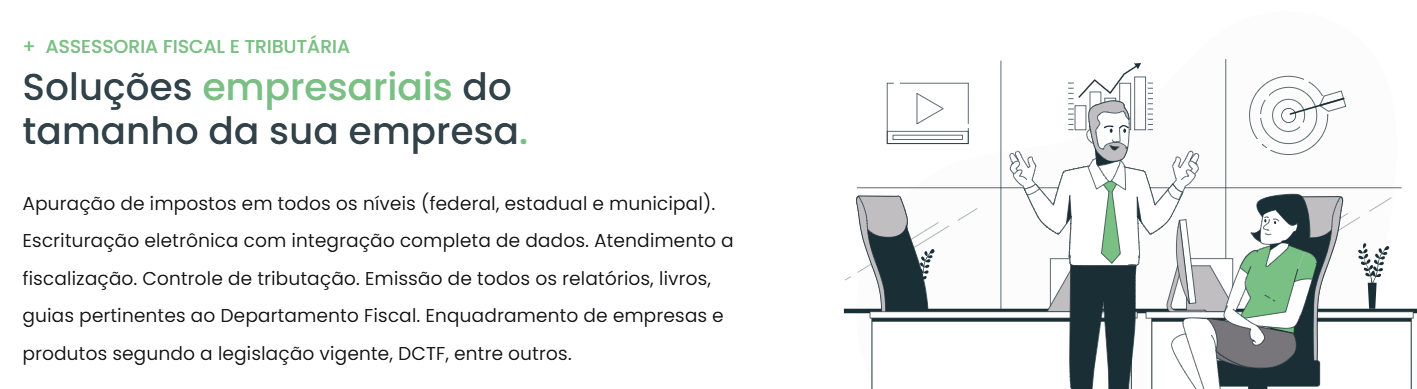 + ASSESSORIA FISCAL E TRIBUTÁRIA
Soluções empresariais do
tamanho da sua empresa.
Apuração de impostos em todos os níveis (federal, estadual e municipal).
Escrituração eletrônica com integração completa de dados. Atendimento a
fiscalização. Controle de tributação. Emissão de todos os relatórios, livros,
guias pertinentes ao Departamento Fiscal. Enquadramento de empresas e
produtos segundo a legislação vigente, DCTF, entre outros.